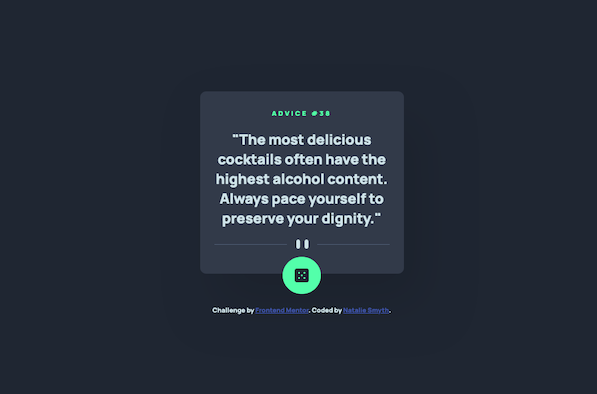 ADVICE #38
"The most delicious
cocktails often have the
highest alcohol content.
Always pace yourself to
preserve your dignity."
Challenge by Frontend Mentor. Coded by Natalie Smyth.